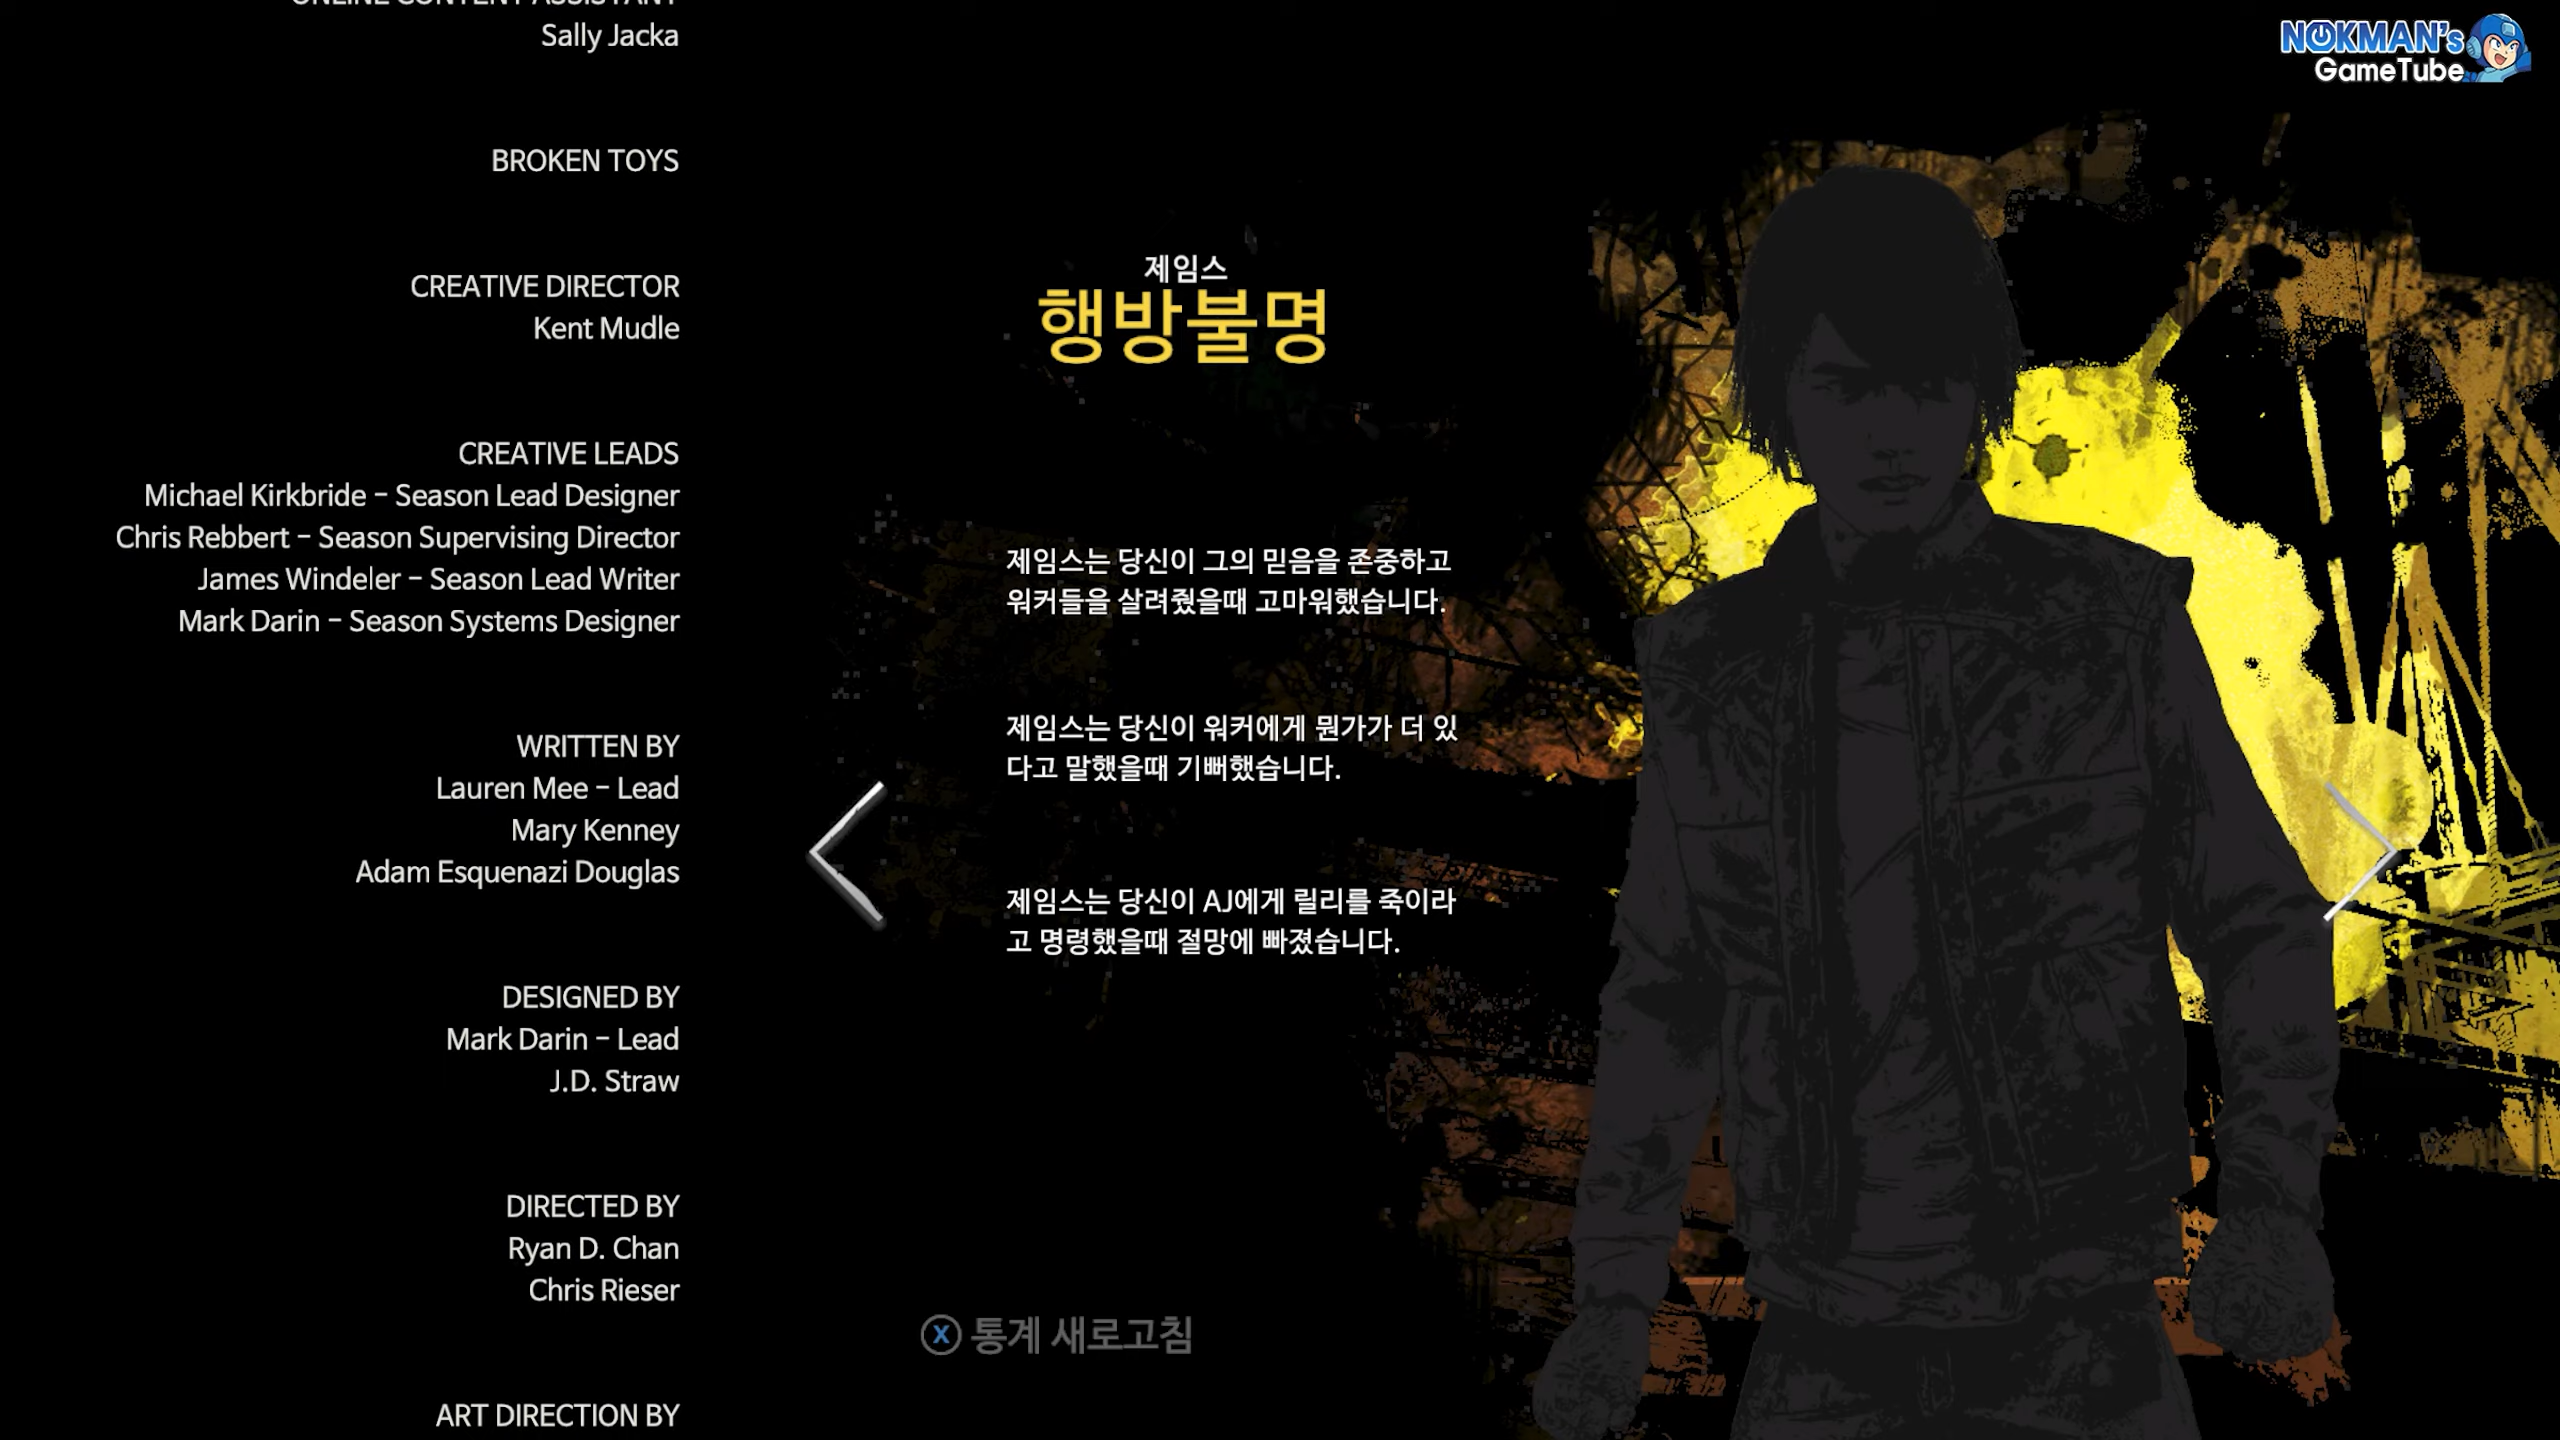 ONLINE CONTENT ASSISTANT
Sally Jacka
BROKEN TOYS
CREATIVE DIRECTOR
Kent Mudle
CREATIVE LEADS
Michael Kirkbride - Season Lead Designer
Chris Rebbert - Season Supervising Director
James Windeler - Season Lead Writer
Mark Darin - Season Systems Designer
WRITTEN BY
Lauren Mee - Lead
Mary Kenney
Adam Esquenazi Douglas
DESIGNED BY
Mark Darin - Lead
J.D. Straw
DIRECTED BY
Ryan D. Chan
Chris Rieser
ART DIRECTION BY
제임스
행방불명
제임스는 당신이 그의 믿음을 존중하고
워커들을 살려줬을때 고마워했습니다.
제임스는 당신이 워커에게 뭔가가 더 있
다고 말했을때 기뻐했습니다.
제임스는 당신이 AJ에게 릴리를 죽이라
고 명령했을때 절망에 빠졌습니다.
X 통계 새로고침
NOKMAN's
GameTube